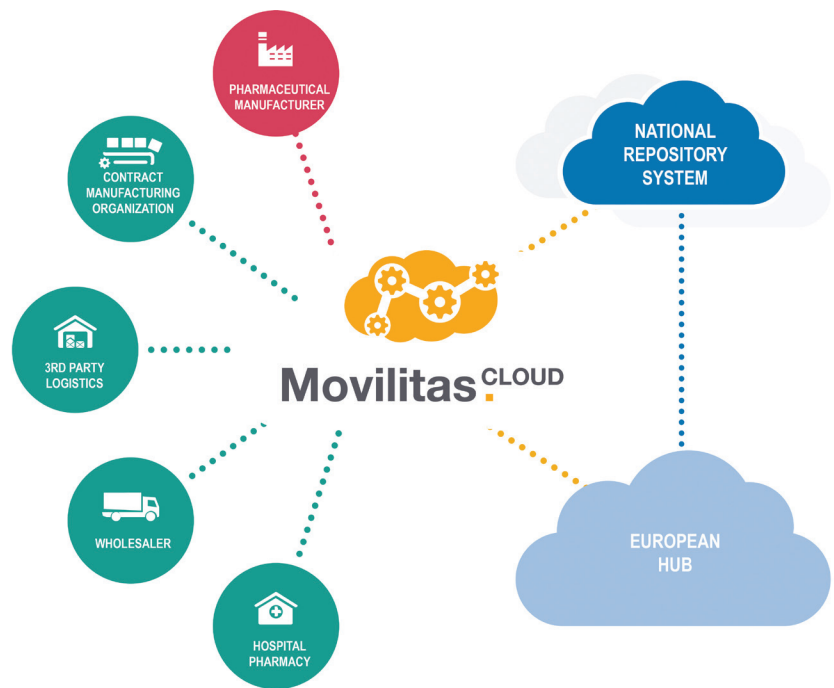 PHARMACEUTICAL
MANUFACTURER
CONTRACT
MANUFACTURING
ORGANIZATION
3RD PARTY
LOGISTICS
WHOLESALER
HOSPITAL
PHARMACY
Movilitas.CLOUD
NATIONAL
REPOSITORY
SYSTEM
EUROPEAN
HUB